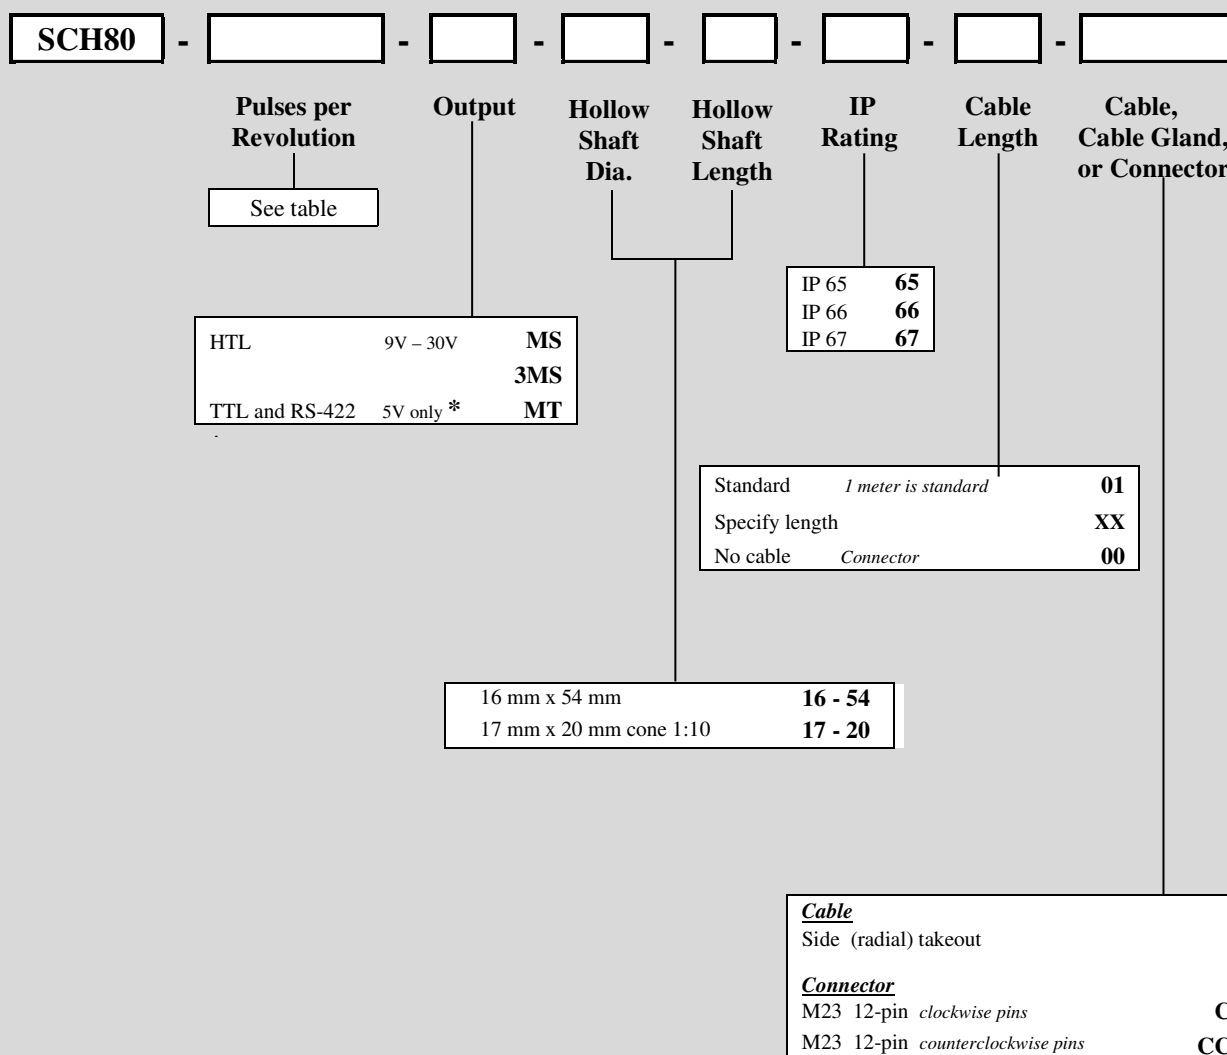 SCH80 - - - - - - -
Pulses per Revolution
Output
Hollow Shaft Dia.
Hollow Shaft Length
IP Rating
Cable Length
Cable, Cable Gland, or Connector
See table
IP 65 65
IP 66 66
IP 67 67
HTL 9V – 30V MS
3MS
TTL and RS-422 5V only * MT
Standard 1 meter is standard 01
Specify length XX
No cable Connector 00
16 mm x 54 mm 16 - 54
17 mm x 20 mm cone 1:10 17 - 20
Cable
Side (radial) takeout
Connector
M23 12-pin clockwise pins
M23 12-pin counterclockwise pins